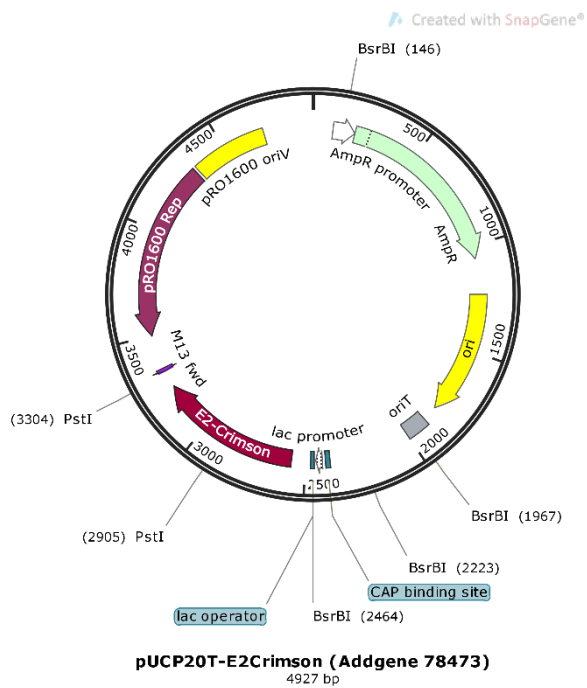 Created with SnapGene®
BsrBI (146)
500
4500
AmpR promoter
pRO1600 oriV
1000
4000
pRO1600 Rep
AmpR
3500
M13 fwd
1500
ori
(3304) PstI
E2-Crimson
lac promoter
oriT
2000
3000
2500
BsrBI (1967)
(2905) PstI
BsrBI (2223)
CAP binding site
lac operator
BsrBI (2464)
pUCP20T-E2Crimson (Addgene 78473)
4927 bp